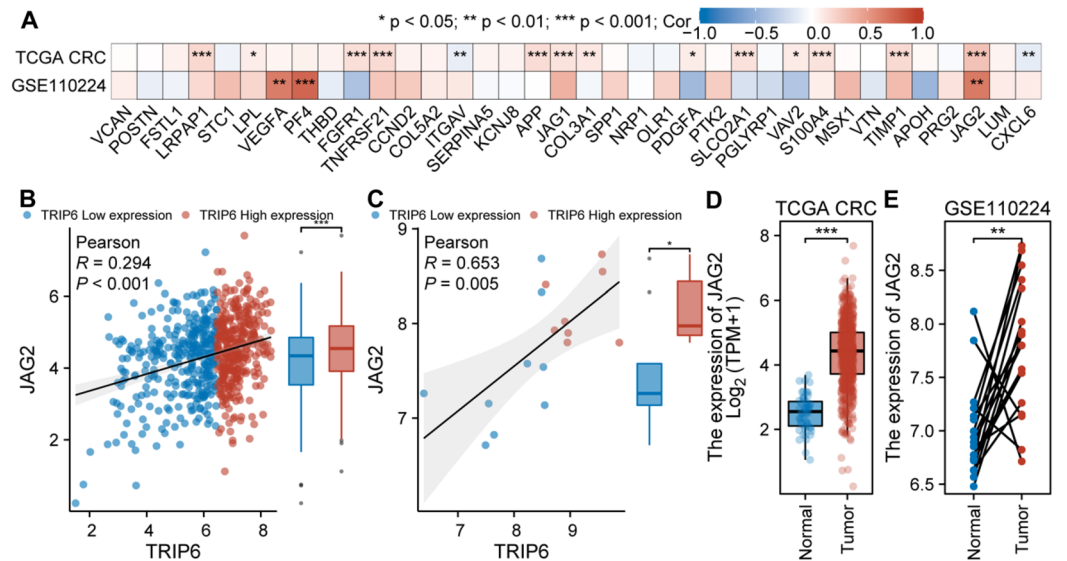 A
* p < 0.05; ** p < 0.01; *** p < 0.001; Cor
−1.0 −0.5 0.0 0.5 1.0
TCGA CRC *** * *** *** ** *** *** ** * *** * *** *** *** **
GSE110224 ** *** **
VCAN POSTN FSTL1 LRPAP1 STC1 LPL VEGFA PF4 THBD FGFR1 TNFRSF21 CCND2 COL5A2 ITGAV SERPINA5 KCNJ8 APP JAG1 COL3A1 SPP1 NRP1 OLR1 PDGFA PTK2 SLCO2A1 PGLYRP1 VAV2 S100A4 MSX1 VTN TIMP1 APOH PRG2 JAG2 LUM CXCL6
B
TRIP6 Low expression TRIP6 High expression
***
Pearson
R = 0.294
P < 0.001
JAG2
6
4
2
2 4 6 8
TRIP6
C
TRIP6 Low expression TRIP6 High expression
*
Pearson
R = 0.653
P = 0.005
JAG2
9
8
7
7 8 9
TRIP6
D
TCGA CRC
***
The expression of JAG2
Log2 (TPM+1)
8
6
4
2
Normal Tumor
E
GSE110224
**
The expression of JAG2
8.5
8.0
7.5
7.0
6.5
Normal Tumor